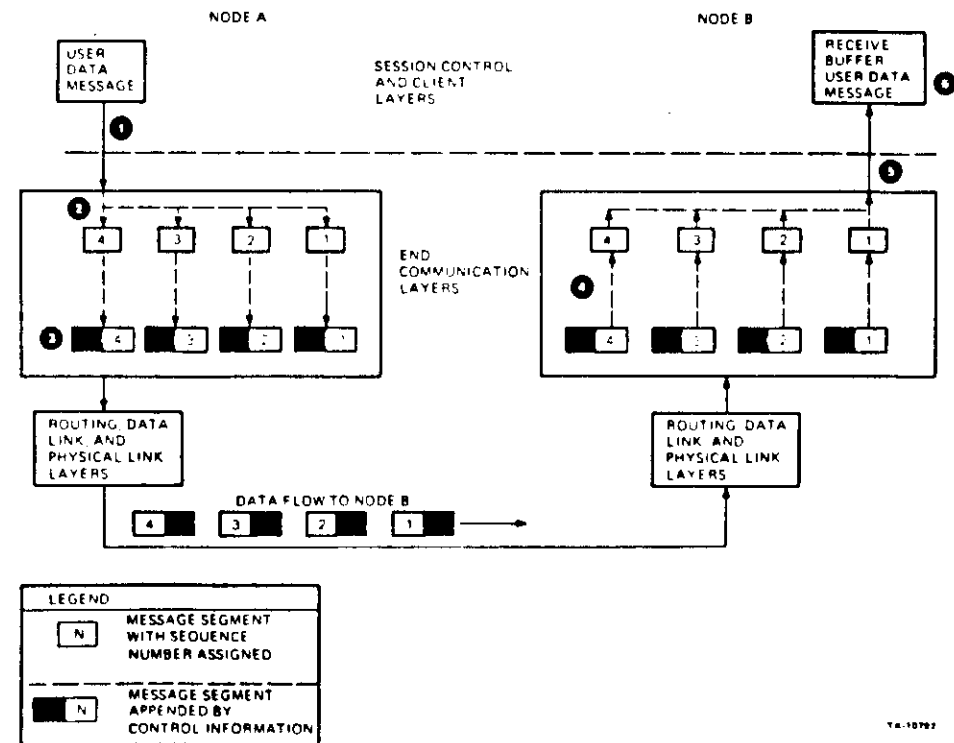 NODE A
NODE B
USER
DATA
MESSAGE
SESSION CONTROL
AND CLIENT
LAYERS
RECEIVE
BUFFER
USER DATA
MESSAGE
1
5
2
4 3 2 1
4 3 2 1
END
COMMUNICATION
LAYERS
4
3
4 3 2 1
4 3 2 1
ROUTING, DATA
LINK, AND
PHYSICAL LINK
LAYERS
ROUTING, DATA
LINK, AND
PHYSICAL LINK
LAYERS
DATA FLOW TO NODE B
4 3 2 1
LEGEND
N
MESSAGE SEGMENT
WITH SEQUENCE
NUMBER ASSIGNED
N
MESSAGE SEGMENT
APPENDED BY
CONTROL INFORMATION